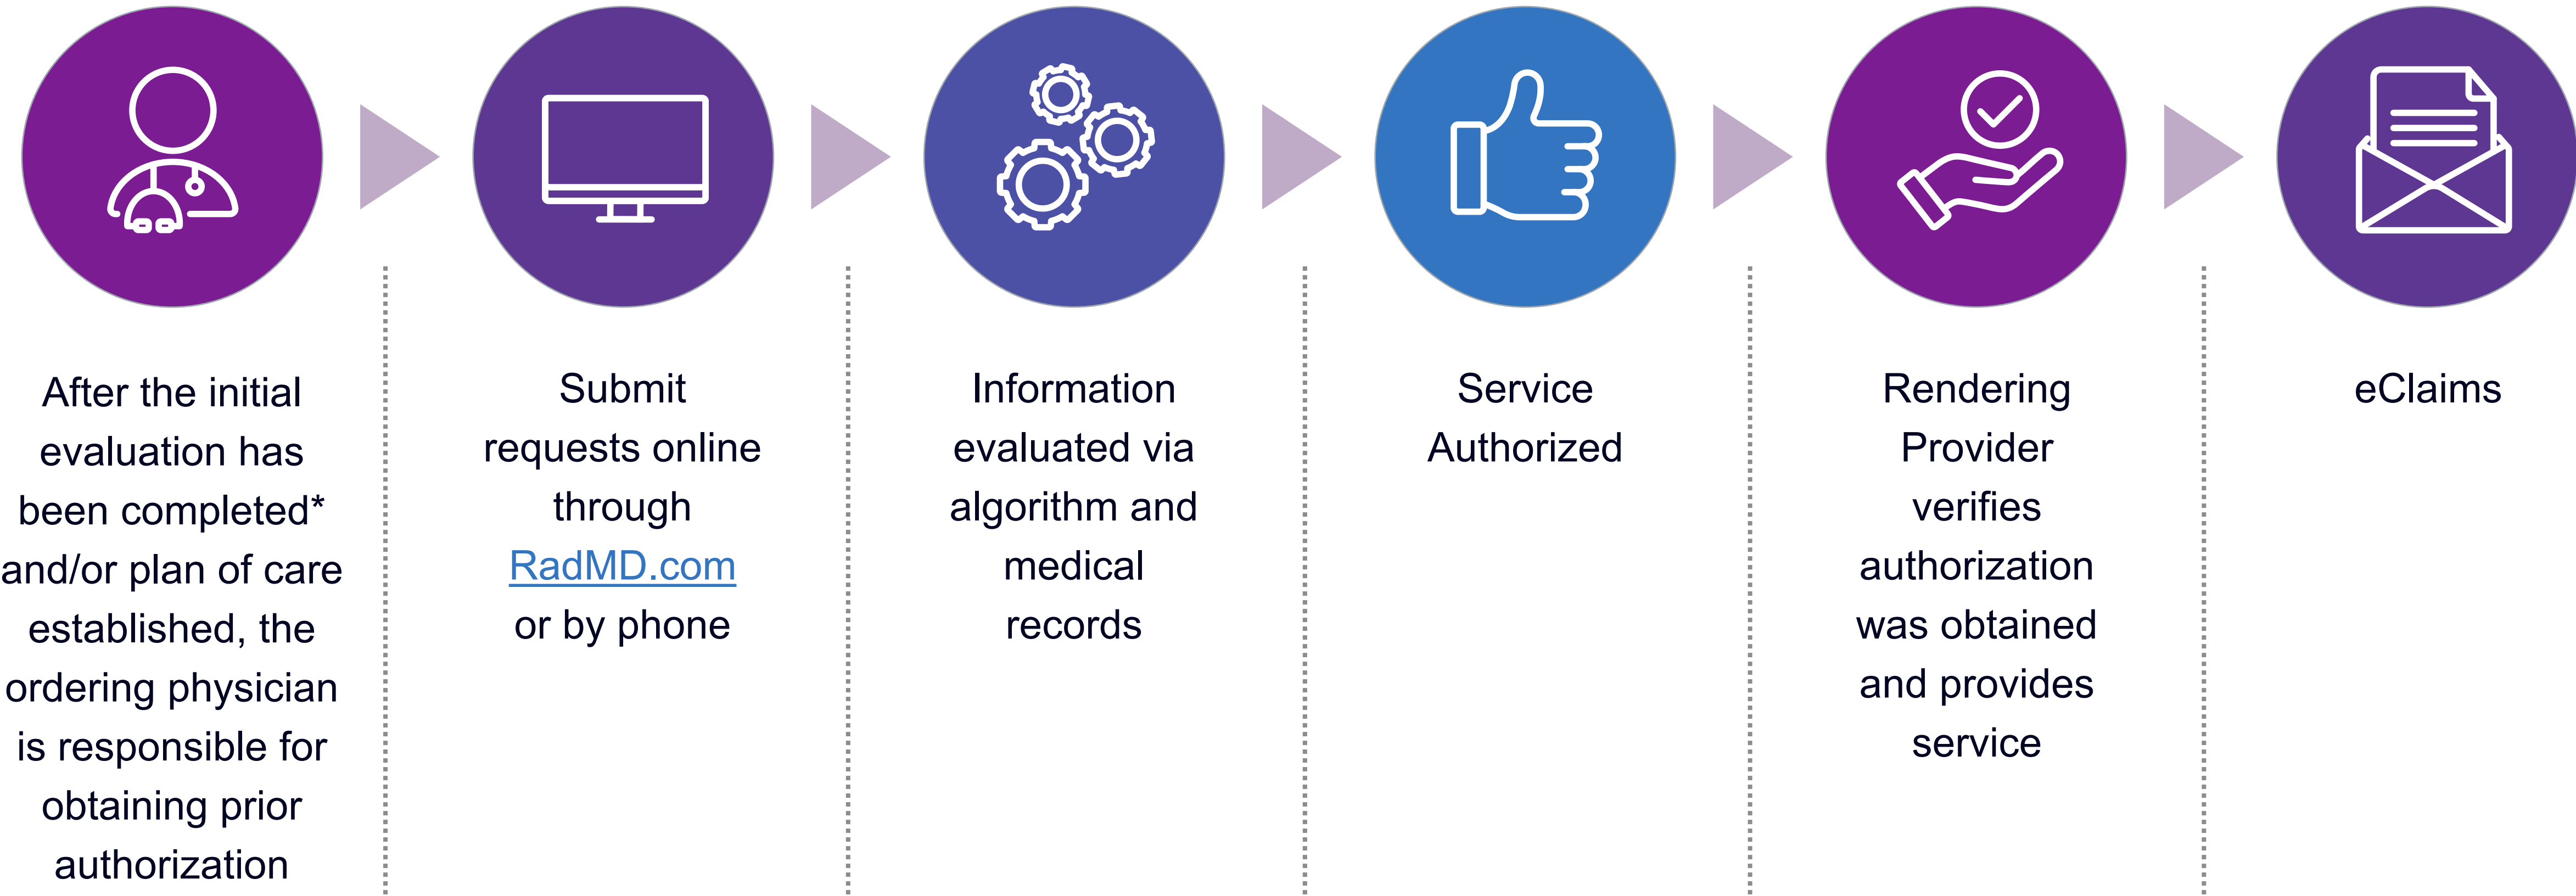 After the initial
evaluation has
been completed*
and/or plan of care
established, the
ordering physician
is responsible for
obtaining prior
authorization
Submit
requests online
through
RadMD.com
or by phone
Information
evaluated via
algorithm and
medical
records
Service
Authorized
Rendering
Provider
verifies
authorization
was obtained
and provides
service
eClaims